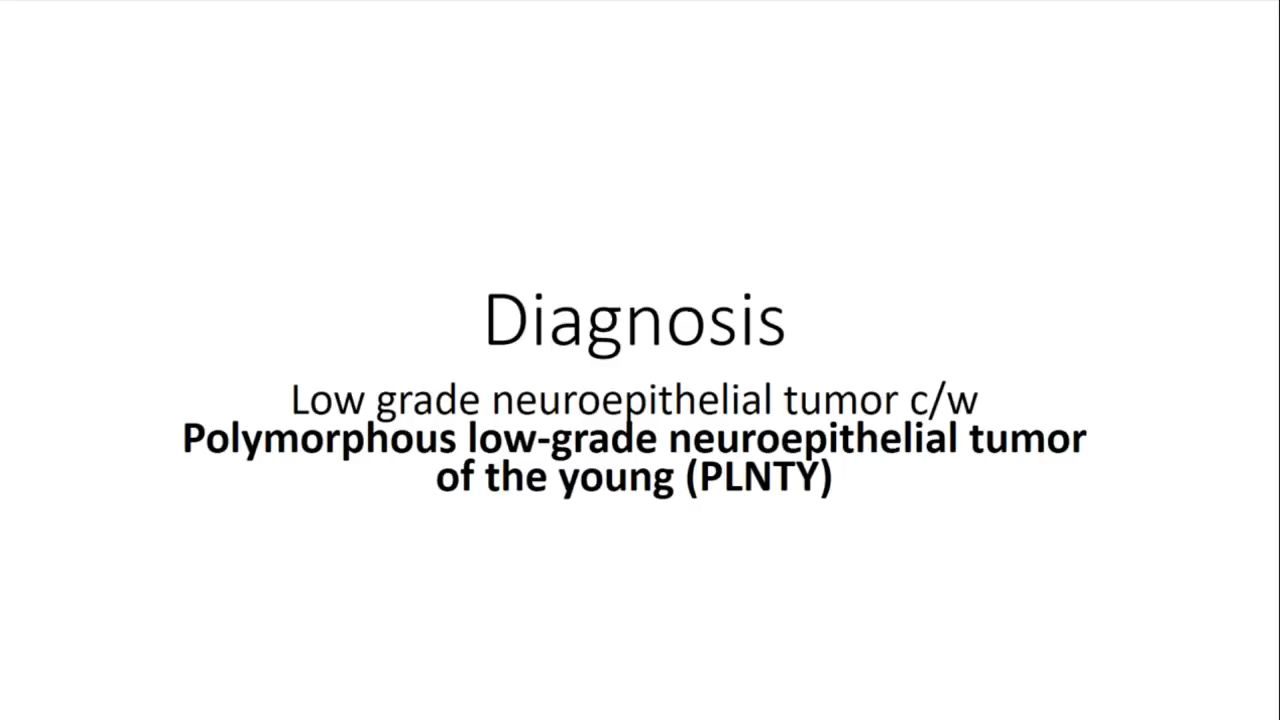 Diagnosis
Low grade neuroepithelial tumor c/w
Polymorphous low-grade neuroepithelial tumor
of the young (PLNTY)